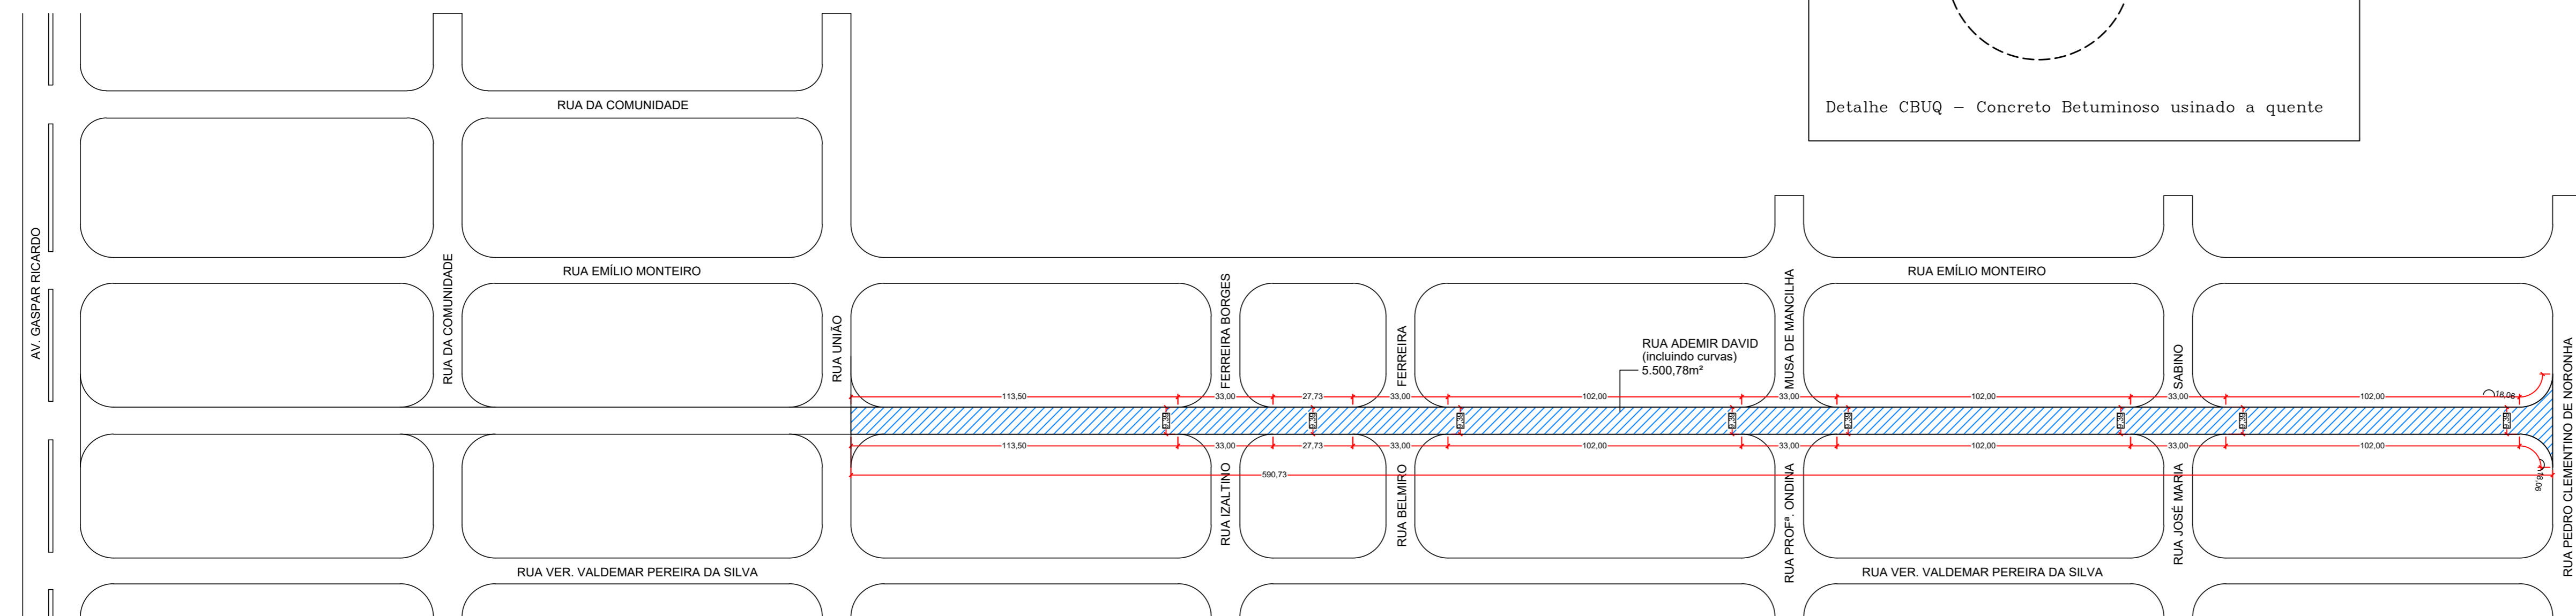 Detalhe CBUQ – Concreto Betuminoso usinado a quente
RUA DA COMUNIDADE
AV. GASPAR RICARDO
RUA DA COMUNIDADE
RUA EMÍLIO MONTEIRO
RUA EMÍLIO MONTEIRO
RUA UNIÃO
FERREIRA BORGES
FERREIRA
MUSA DE MANCILHA
SABINO
RUA PEDRO CLEMENTINO DE NORONHA
RUA ADEMIR DAVID
(incluindo curvas)
5.500,78m²
113,50
33,00
27,73
33,00
102,00
33,00
102,00
33,00
102,00
18,06
113,50
33,00
27,73
33,00
102,00
33,00
102,00
33,00
102,00
18,06
590,73
RUA IZALTINO
RUA BELMIRO
RUA PROFª. ONDINA
RUA JOSÉ MARIA
RUA VER. VALDEMAR PEREIRA DA SILVA
RUA VER. VALDEMAR PEREIRA DA SILVA